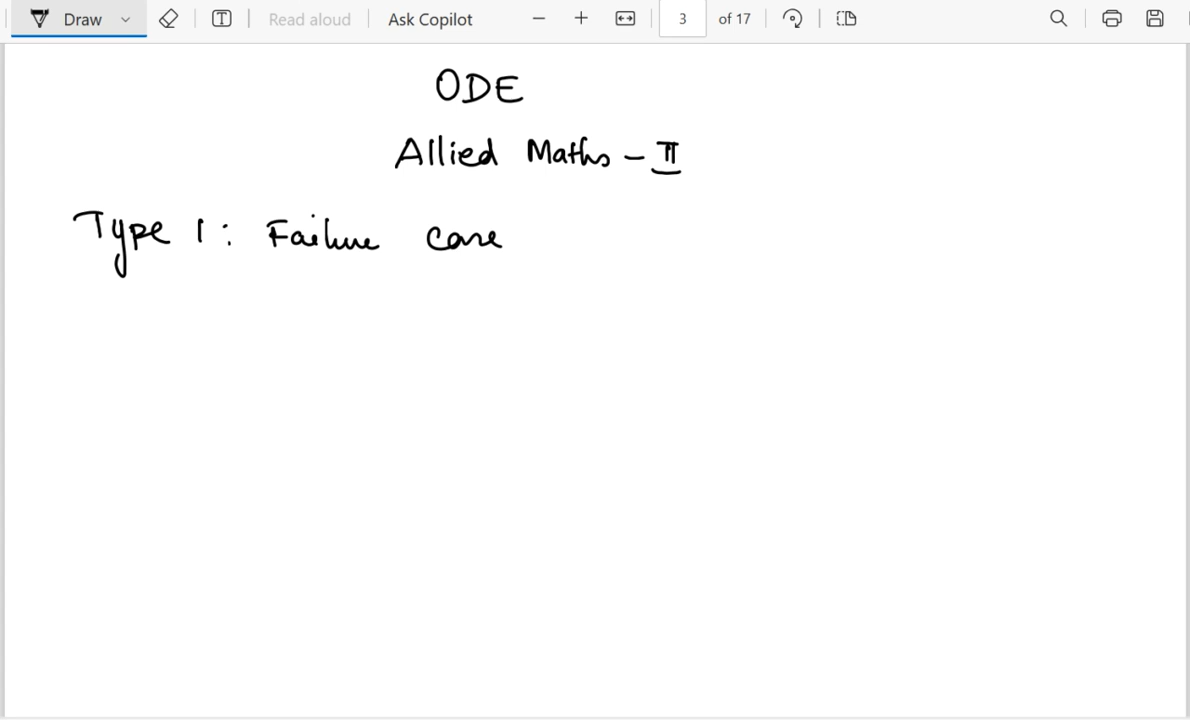 Draw Read aloud Ask Copilot 3 of 17
ODE
Allied Maths - II
Type 1: Failure case